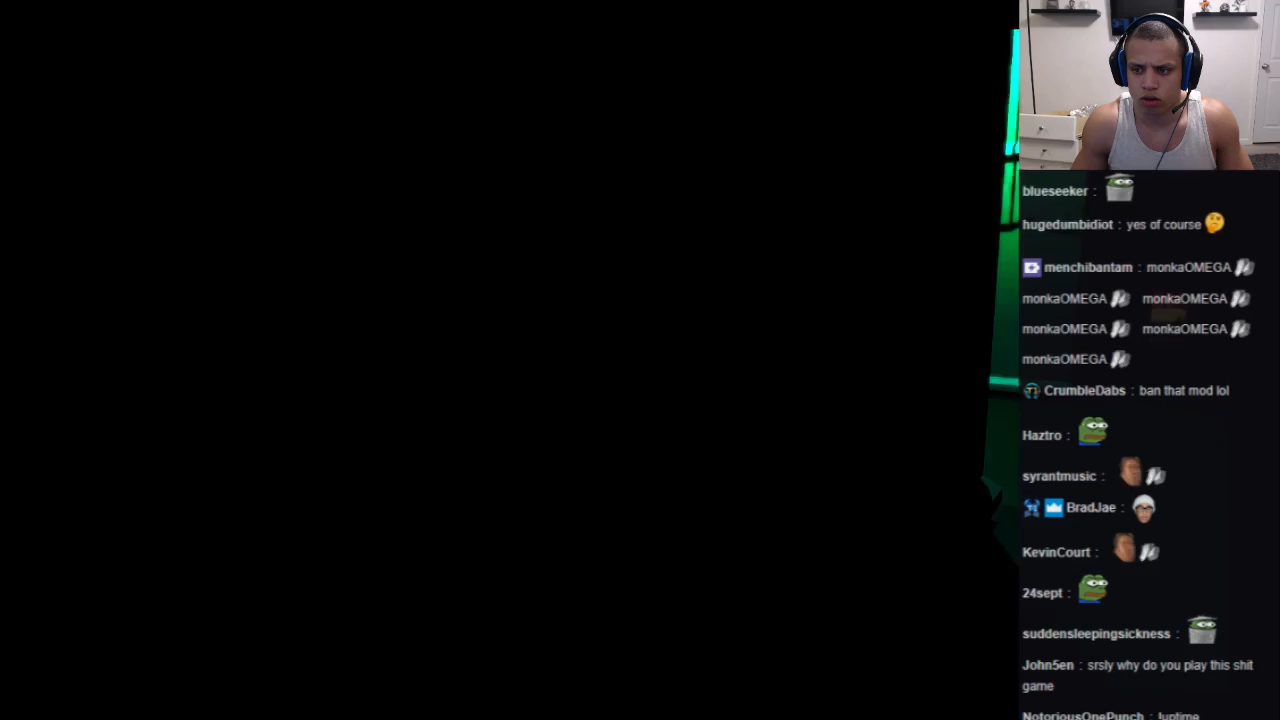 blueseeker :
hugedumbidiot : yes of course
menchibantam : monkaOMEGA
monkaOMEGA monkaOMEGA
monkaOMEGA monkaOMEGA
monkaOMEGA
CrumbleDabs : ban that mod lol
Haztro :
syrantmusic :
BradJae :
KevinCourt :
24sept :
suddensleepingsickness :
John5en : srsly why do you play this shit
game
NotoriousOnePunch : !uptime